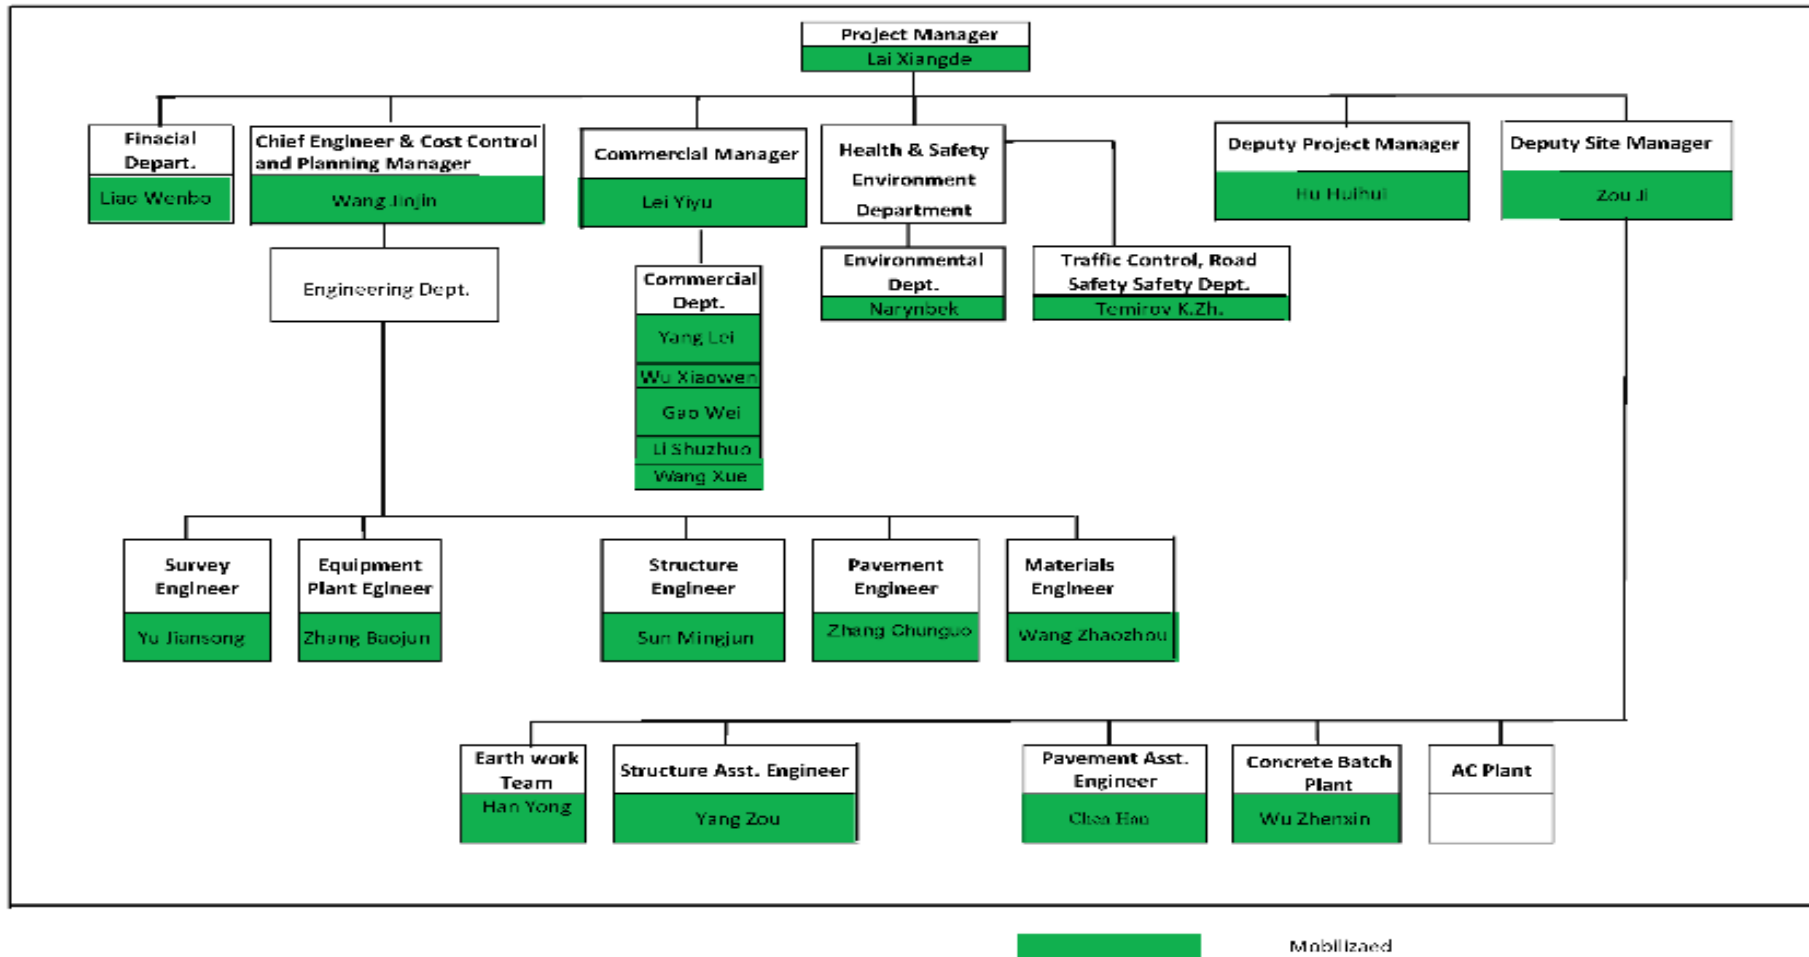 Project Manager
Lai Xiangde
Finacial
Depart.
Liao Wenbo
Chief Engineer & Cost Control
and Planning Manager
Wang Jinjin
Commercial Manager
Lei Yiyu
Health & Safety
Environment
Department
Deputy Project Manager
Hu Huihui
Deputy Site Manager
Zou Ji
Engineering Dept.
Commercial
Dept.
Yang Lei
Wu Xiaowen
Gao Wei
Li Shuzhuo
Wang Xue
Environmental
Dept.
Narynbek
Traffic Control, Road
Safety Safety Dept.
Temirov K.Zh.
Survey
Engineer
Yu Jiansong
Equipment
Plant Egineer
Zhang Baojun
Structure
Engineer
Sun Mingjun
Pavement
Engineer
Zhang Chunguo
Materials
Engineer
Wang Zhaozhou
Earth work
Team
Han Yong
Structure Asst. Engineer
Yang Zou
Pavement Asst.
Engineer
Chen
Concrete Batch
Plant
Wu Zhenxin
AC Plant
Mobilizaed